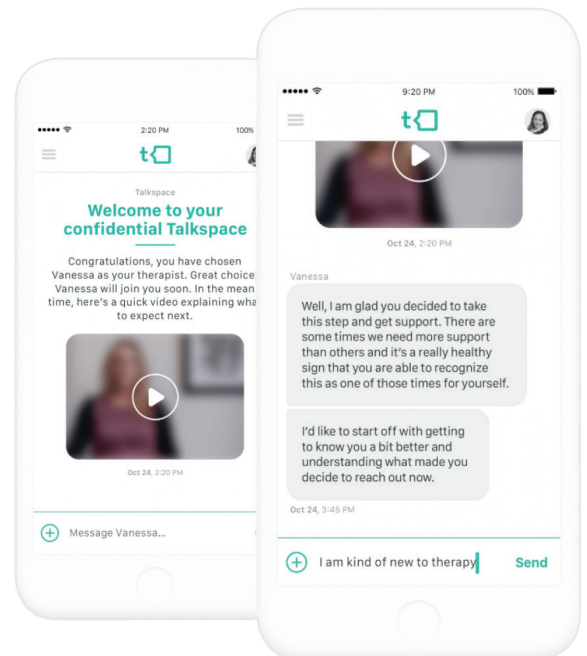 2:20 PM
100%
t
Talkspace
Welcome to your
confidential Talkspace
Congratulations, you have chosen
Vanessa as your therapist. Great choice
Vanessa will join you soon. In the mean
time, here's a quick video explaining wha
to expect next.
Oct 24, 2:20 PM
Message Vanessa...
9:20 PM
100%
t
Oct 24, 2:20 PM
Vanessa
Well, I am glad you decided to take
this step and get support. There are
some times we need more support
than others and it's a really healthy
sign that you are able to recognize
this as one of those times for yourself.
I'd like to start off with getting
to know you a bit better and
understanding what made you
decide to reach out now.
Oct 24, 3:45 PM
I am kind of new to therapy
Send